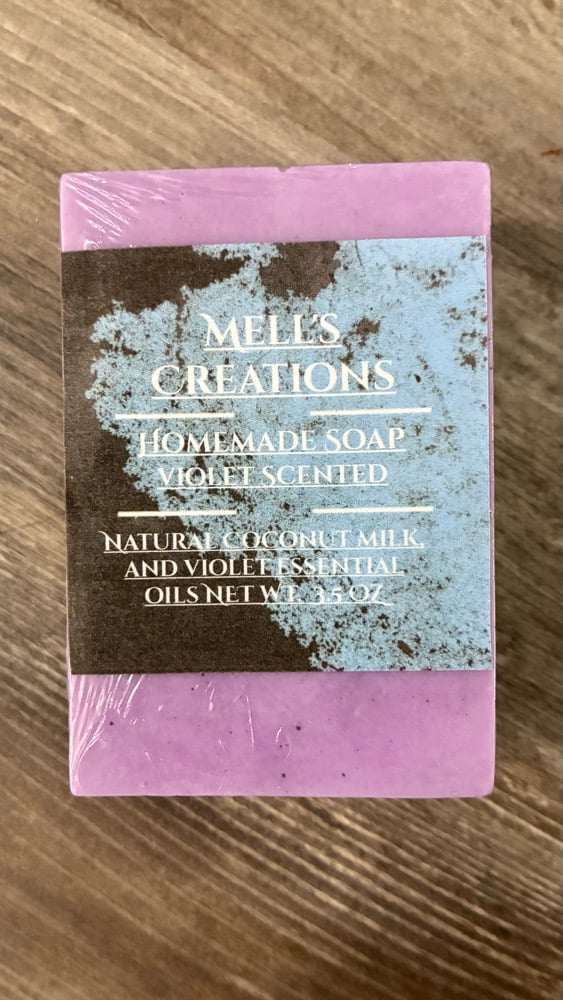 Mell's
Creations
Homemade Soap
Violet Scented
Natural coconut milk,
and violet essential
oils Net Wt. 3.5 oz